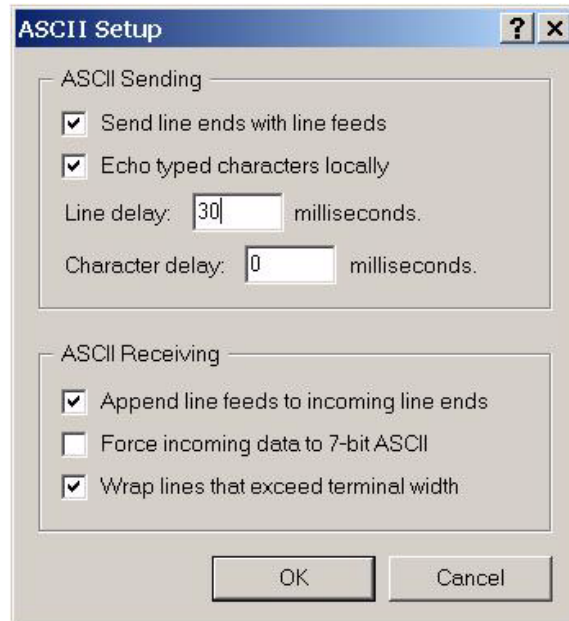 ASCII Setup
ASCII Sending
Send line ends with line feeds
Echo typed characters locally
Line delay: 30 milliseconds.
Character delay: 0 milliseconds.
ASCII Receiving
Append line feeds to incoming line ends
Force incoming data to 7-bit ASCII
Wrap lines that exceed terminal width
OK Cancel